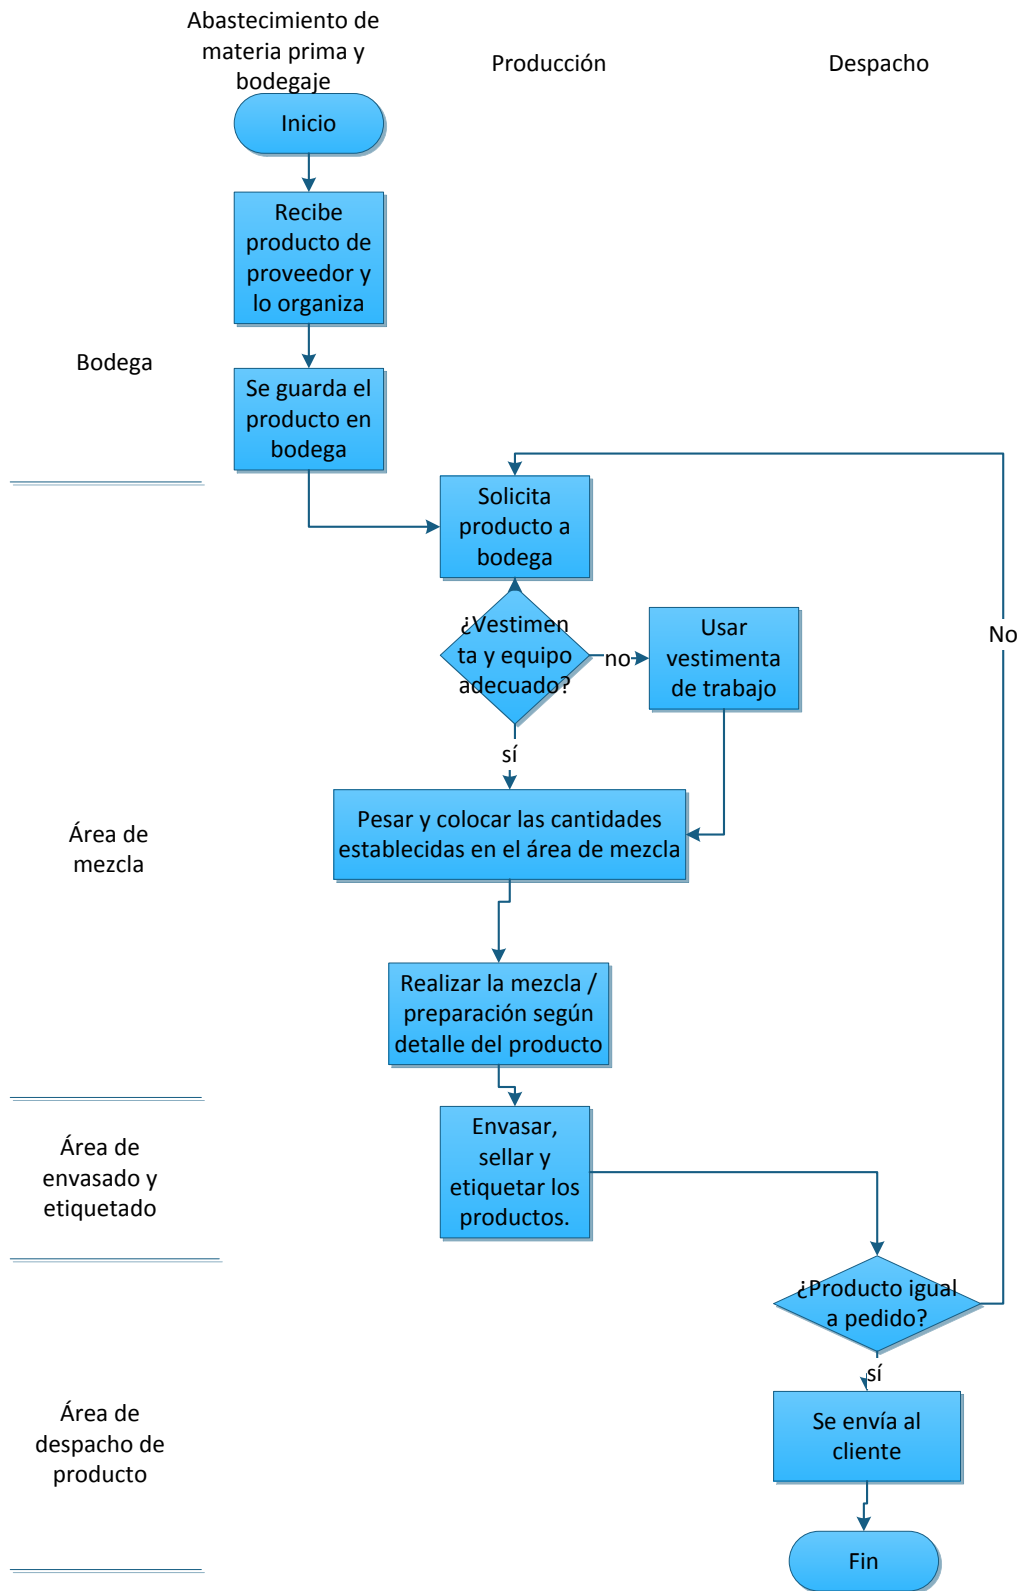 Abastecimiento de
materia prima y
bodegaje
Producción
Despacho
Inicio
Recibe
producto de
proveedor y
lo organiza
Bodega
Se guarda el
producto en
bodega
Solicita
producto a
bodega
¿Vestimen
ta y equipo
adecuado?
no
Usar
vestimenta
de trabajo
No
sí
Área de
mezcla
Pesar y colocar las cantidades
establecidas en el área de mezcla
Realizar la mezcla /
preparación según
detalle del producto
Área de
envasado y
etiquetado
Envasar,
sellar y
etiquetar los
productos.
¿Producto igual
a pedido?
sí
Área de
despacho de
producto
Se envía al
cliente
Fin